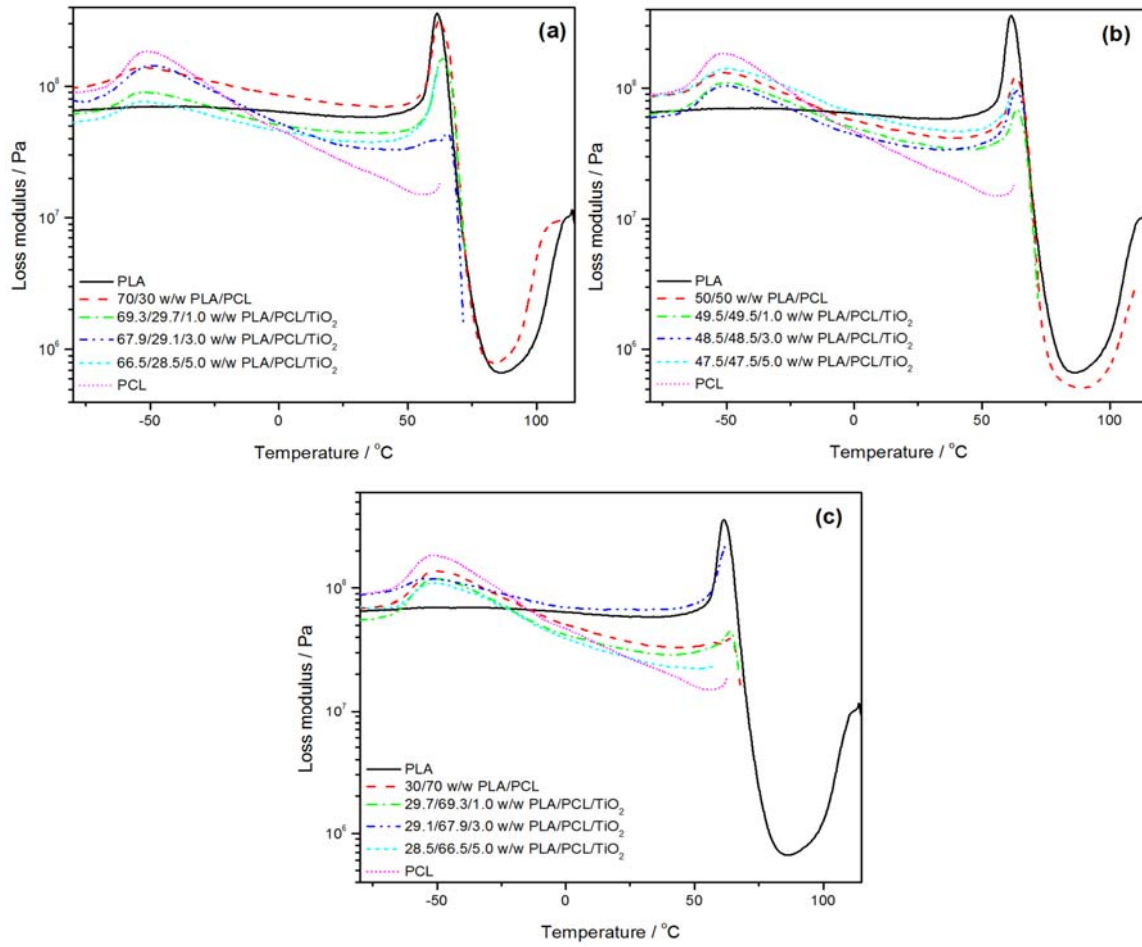 (a)
Loss modulus / Pa
10⁸
10⁷
10⁶
PLA
70/30 w/w PLA/PCL
69.3/29.7/1.0 w/w PLA/PCL/TiO₂
67.9/29.1/3.0 w/w PLA/PCL/TiO₂
66.5/28.5/5.0 w/w PLA/PCL/TiO₂
PCL
-50 0 50 100
Temperature / °C
(b)
Loss modulus / Pa
10⁸
10⁷
10⁶
PLA
50/50 w/w PLA/PCL
49.5/49.5/1.0 w/w PLA/PCL/TiO₂
48.5/48.5/3.0 w/w PLA/PCL/TiO₂
47.5/47.5/5.0 w/w PLA/PCL/TiO₂
PCL
-50 0 50 100
Temperature / °C
(c)
Loss modulus / Pa
10⁸
10⁷
10⁶
PLA
30/70 w/w PLA/PCL
29.7/69.3/1.0 w/w PLA/PCL/TiO₂
29.1/67.9/3.0 w/w PLA/PCL/TiO₂
28.5/66.5/5.0 w/w PLA/PCL/TiO₂
PCL
-50 0 50 100
Temperature / °C